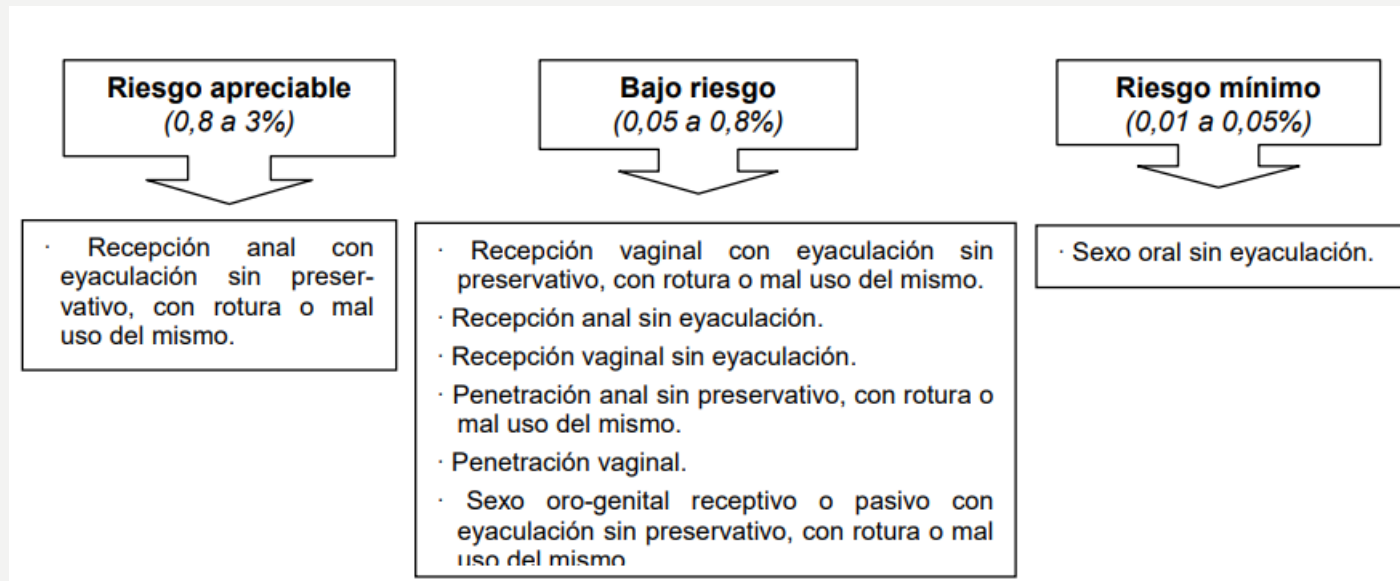 Riesgo apreciable
(0,8 a 3%)
Bajo riesgo
(0,05 a 0,8%)
Riesgo mínimo
(0,01 a 0,05%)
· Recepción anal con
eyaculación sin preser-
vativo, con rotura o mal
uso del mismo.
· Recepción vaginal con eyaculación sin
preservativo, con rotura o mal uso del mismo.
· Recepción anal sin eyaculación.
· Recepción vaginal sin eyaculación.
· Penetración anal sin preservativo, con rotura o
mal uso del mismo.
· Penetración vaginal.
· Sexo oro-genital receptivo o pasivo con
eyaculación sin preservativo, con rotura o mal
uso del mismo
· Sexo oral sin eyaculación.